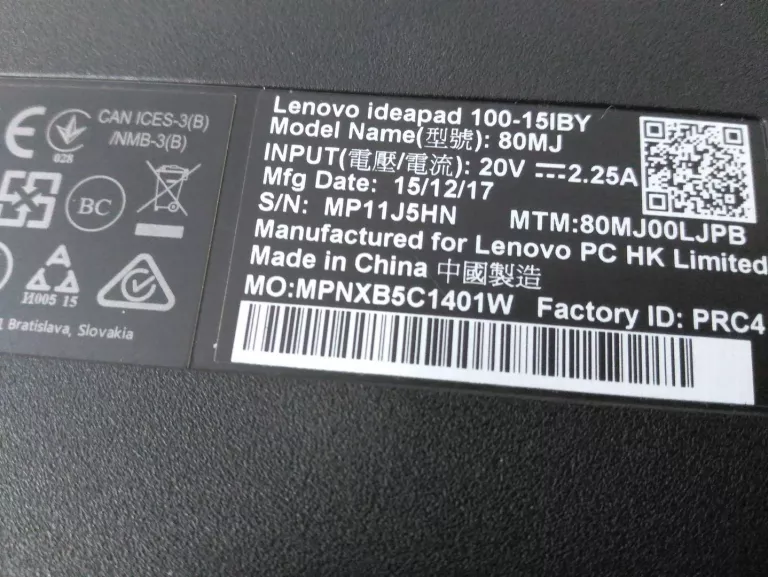 CAN ICES-3(B)
/NMB-3(B)
028
BC
И005 15
Bratislava, Slovakia
Lenovo ideapad 100-15IBY
Model Name(型號): 80MJ
INPUT(電壓/電流): 20V ⎓ 2.25A
Mfg Date: 15/12/17
S/N: MP11J5HN MTM:80MJ00LJPB
Manufactured for Lenovo PC HK Limited
Made in China 中國製造
MO:MPNXB5C1401W Factory ID: PRC4